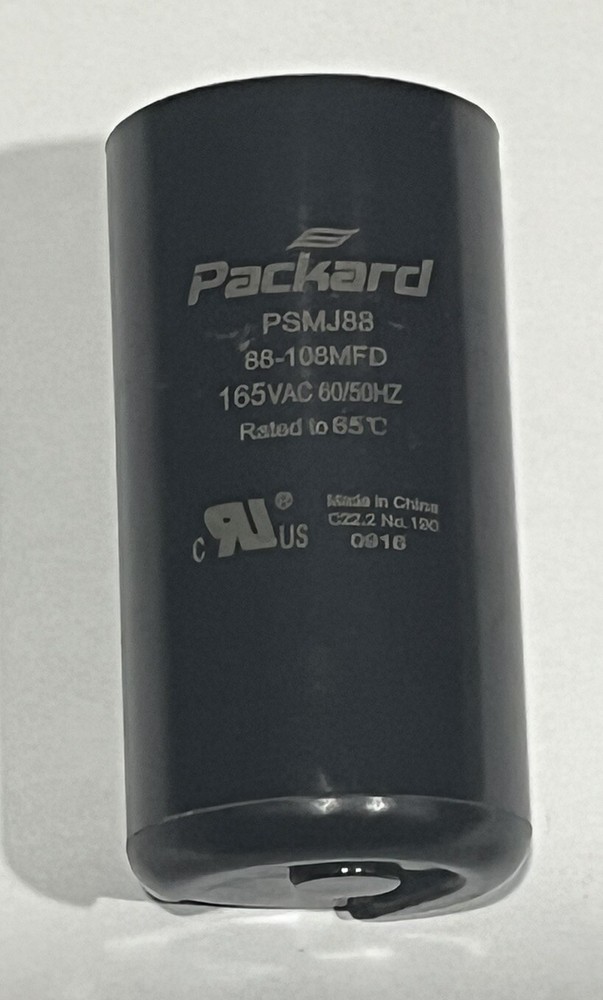 Packard
PSMJ88
88-108MFD
165VAC 60/50HZ
Rated to 65℃
c RU ® US
Made in China
C22.2 No. 190
0916